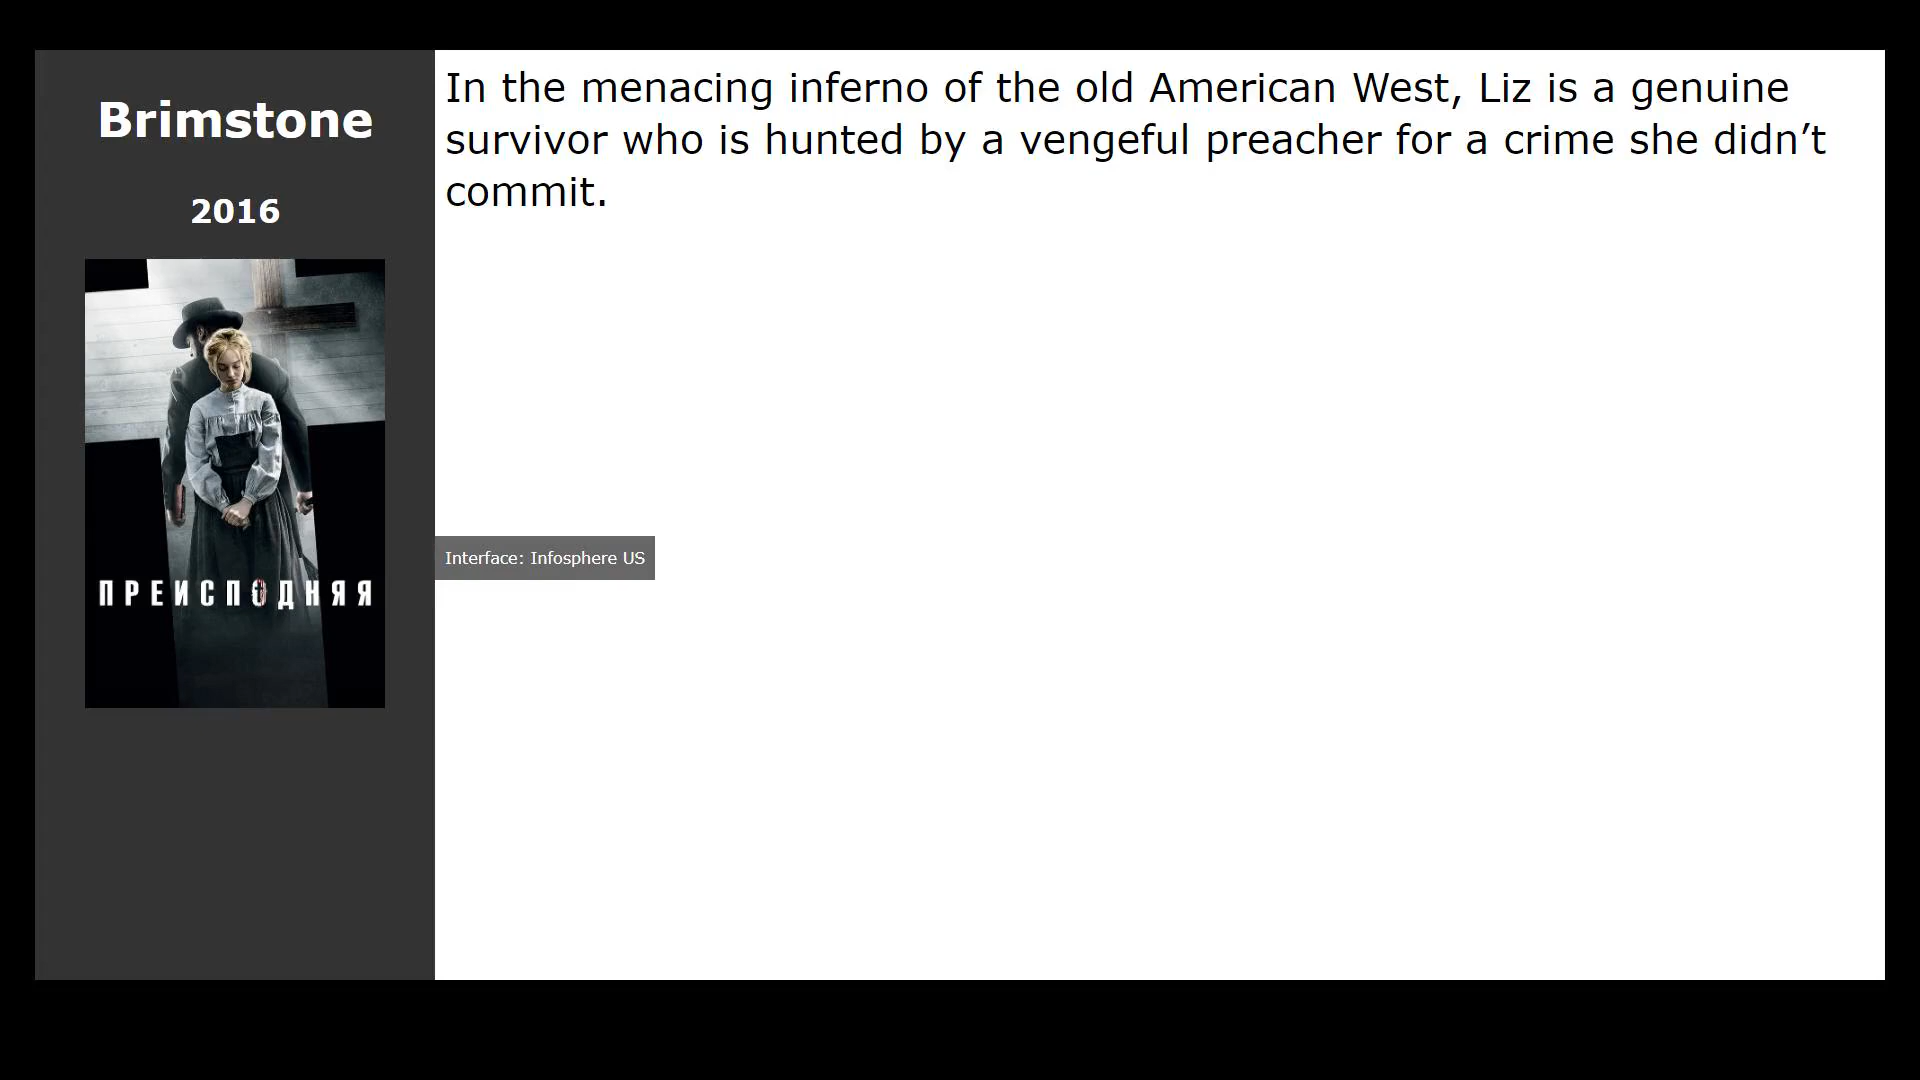 Brimstone
2016
ПРЕИСПОДНЯЯ
In the menacing inferno of the old American West, Liz is a genuine
survivor who is hunted by a vengeful preacher for a crime she didn’t
commit.
Interface: Infosphere US